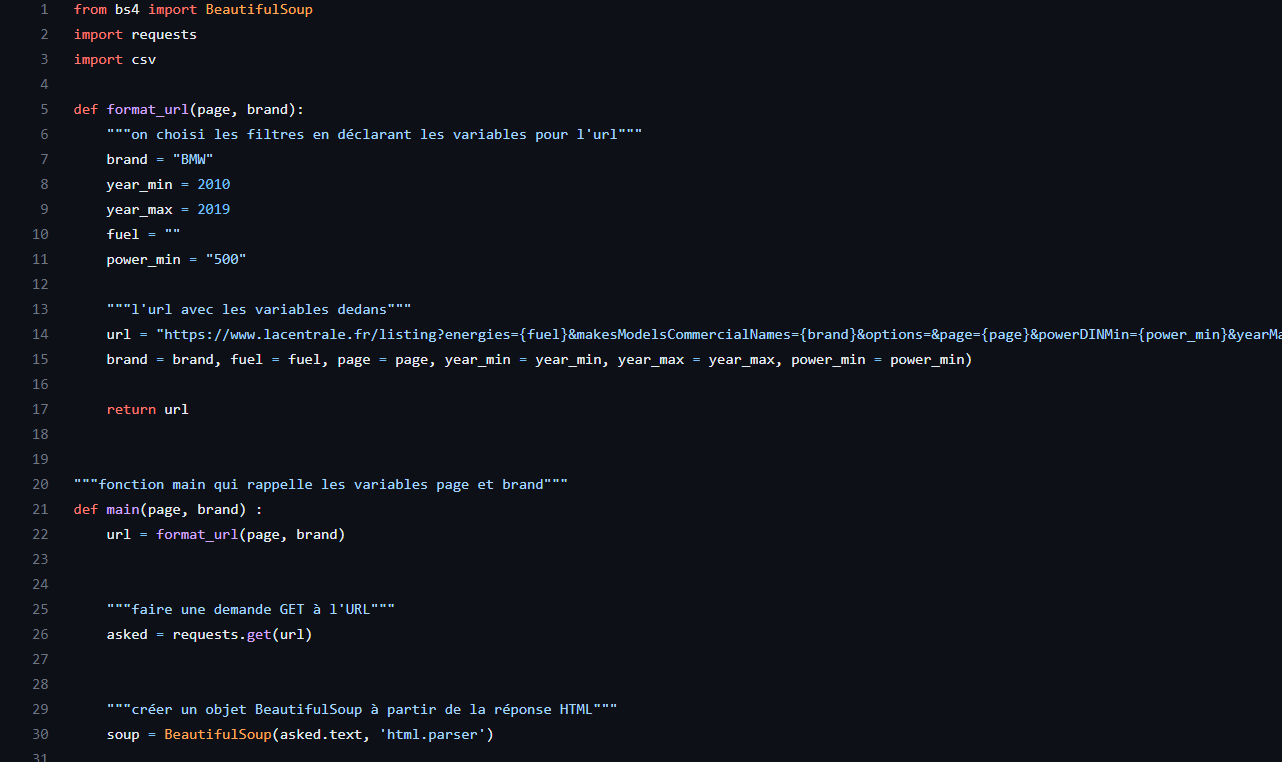 1 from bs4 import BeautifulSoup
2 import requests
3 import csv
4
5 def format_url(page, brand):
6 """on choisi les filtres en déclarant les variables pour l'url"""
7 brand = "BMW"
8 year_min = 2010
9 year_max = 2019
10 fuel = ""
11 power_min = "500"
12
13 """l'url avec les variables dedans"""
14 url = "https://www.lacentrale.fr/listing?energies={fuel}&makesModelsCommercialNames={brand}&options=&page={page}&powerDINMin={power_min}&yearMa
15 brand = brand, fuel = fuel, page = page, year_min = year_min, year_max = year_max, power_min = power_min)
16
17 return url
18
19
20 """fonction main qui rappelle les variables page et brand"""
21 def main(page, brand) :
22 url = format_url(page, brand)
23
24
25 """faire une demande GET à l'URL"""
26 asked = requests.get(url)
27
28
29 """créer un objet BeautifulSoup à partir de la réponse HTML"""
30 soup = BeautifulSoup(asked.text, 'html.parser')
31